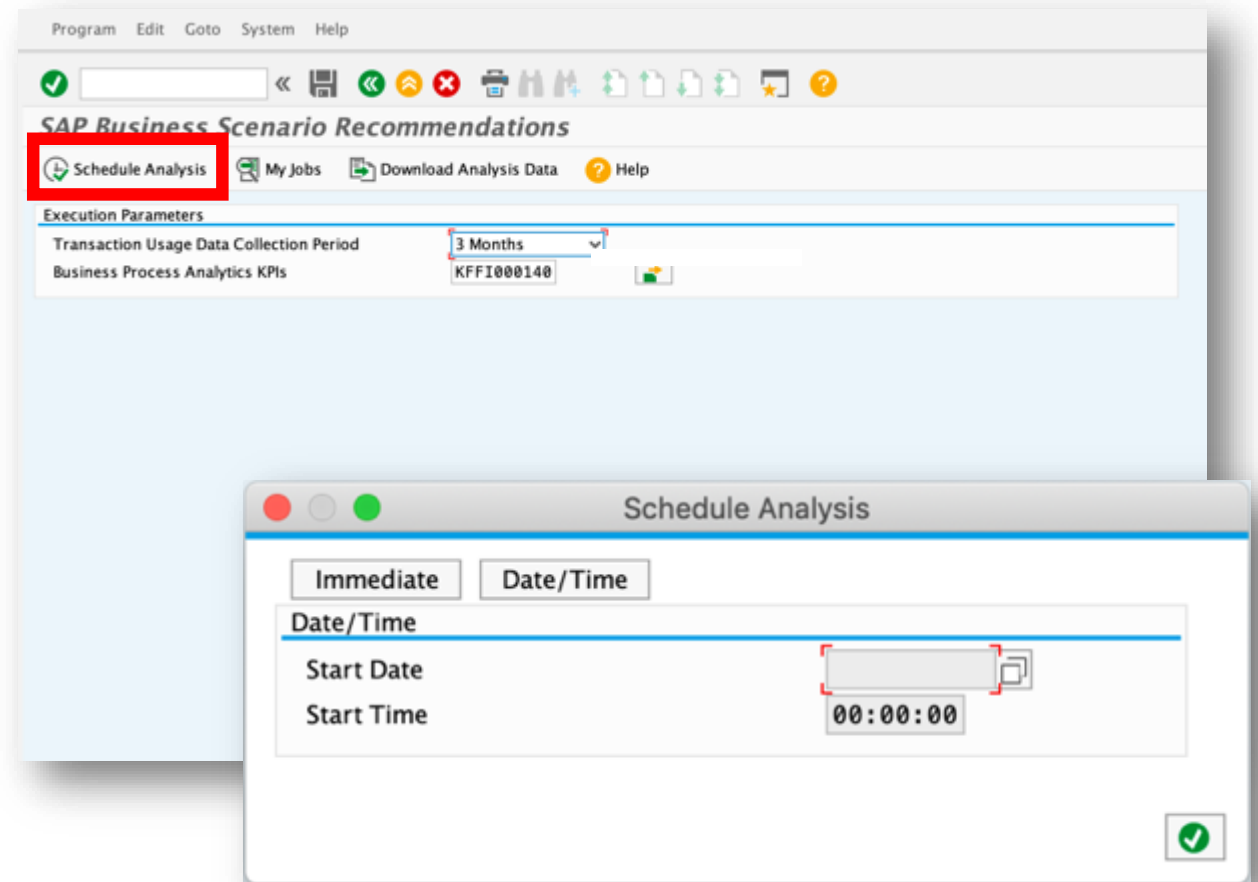 Program Edit Goto System Help
SAP Business Scenario Recommendations
Schedule Analysis My Jobs Download Analysis Data Help
Execution Parameters
Transaction Usage Data Collection Period 3 Months
Business Process Analytics KPIs KFFI000140
Schedule Analysis
Immediate Date/Time
Date/Time
Start Date
Start Time 00:00:00